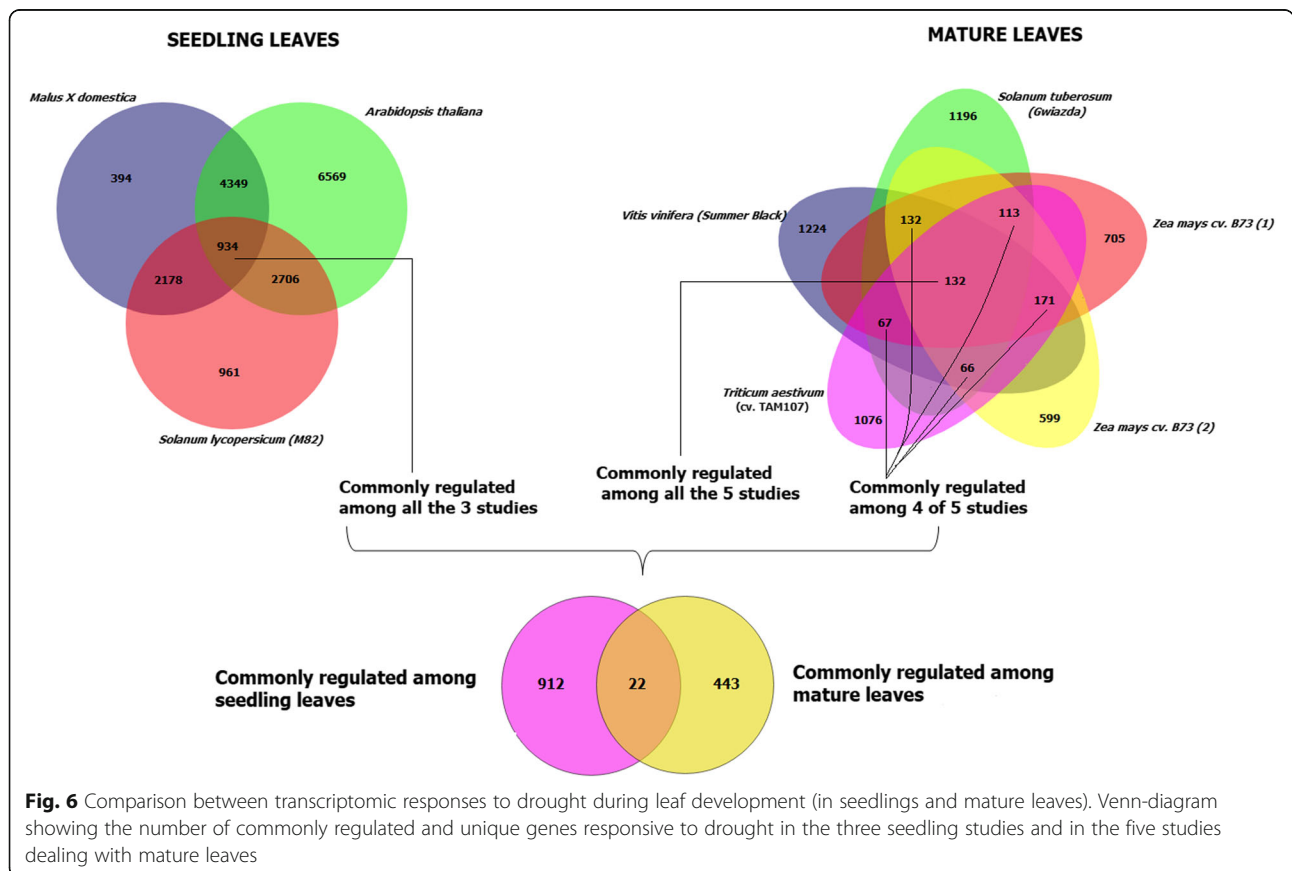 SEEDLING LEAVES
MATURE LEAVES
Malus X domestica
Arabidopsis thaliana
394
4349
6569
934
2178
2706
961
Solanum lycopersicum (M82)
Solanum tuberosum
(Gwiazda)
1196
Vitis vinifera (Summer Black)
1224
132
113
Zea mays cv. B73 (1)
705
132
171
67
66
Triticum aestivum
(cv. TAM107)
1076
599
Zea mays cv. B73 (2)
Commonly regulated
among all the 3 studies
Commonly regulated
among all the 5 studies
Commonly regulated
among 4 of 5 studies
Commonly regulated among
seedling leaves
912
22
443
Commonly regulated among
mature leaves
Fig. 6 Comparison between transcriptomic responses to drought during leaf development (in seedlings and mature leaves). Venn-diagram
showing the number of commonly regulated and unique genes responsive to drought in the three seedling studies and in the five studies
dealing with mature leaves